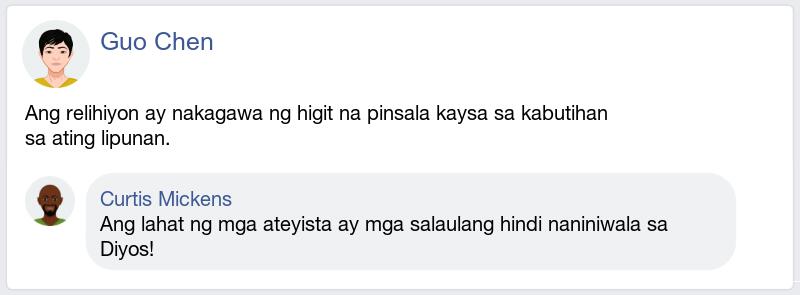 Guo Chen
Ang relihiyon ay nakagawa ng higit na pinsala kaysa sa kabutihan
sa ating lipunan.
Curtis Mickens
Ang lahat ng mga ateyista ay mga salaulang hindi naniniwala sa
Diyos!